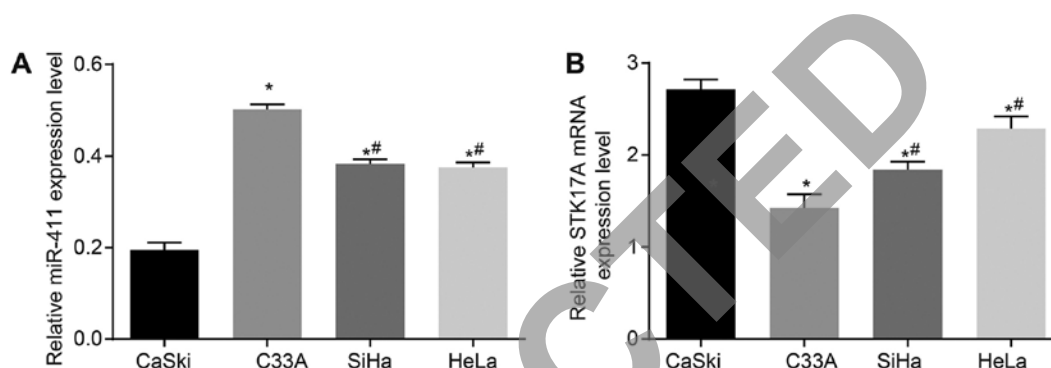 A
Relative miR-411 expression level
0.6
0.4
0.2
0.0
*
*#
*#
CaSki
C33A
SiHa
HeLa
B
Relative STK17A mRNA
expression level
3
2
1
0
*
*#
*#
CaSki
C33A
SiHa
HeLa
CTED